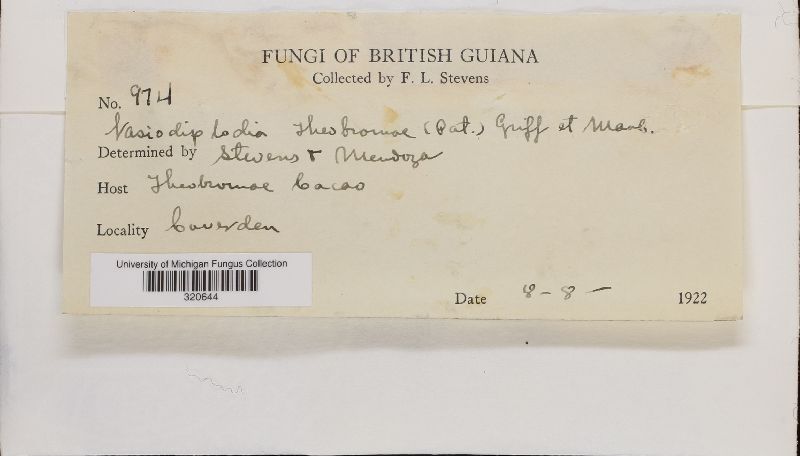 FUNGI OF BRITISH GUIANA
Collected by F. L. Stevens
No. 974
Lasiodiplodia Theobromae (Pat.) Griff et Maub.
Determined by Stevens & Mendoza
Host Theobromae Cacao
Locality Coverden
University of Michigan Fungus Collection
320644
Date 8-8- 1922